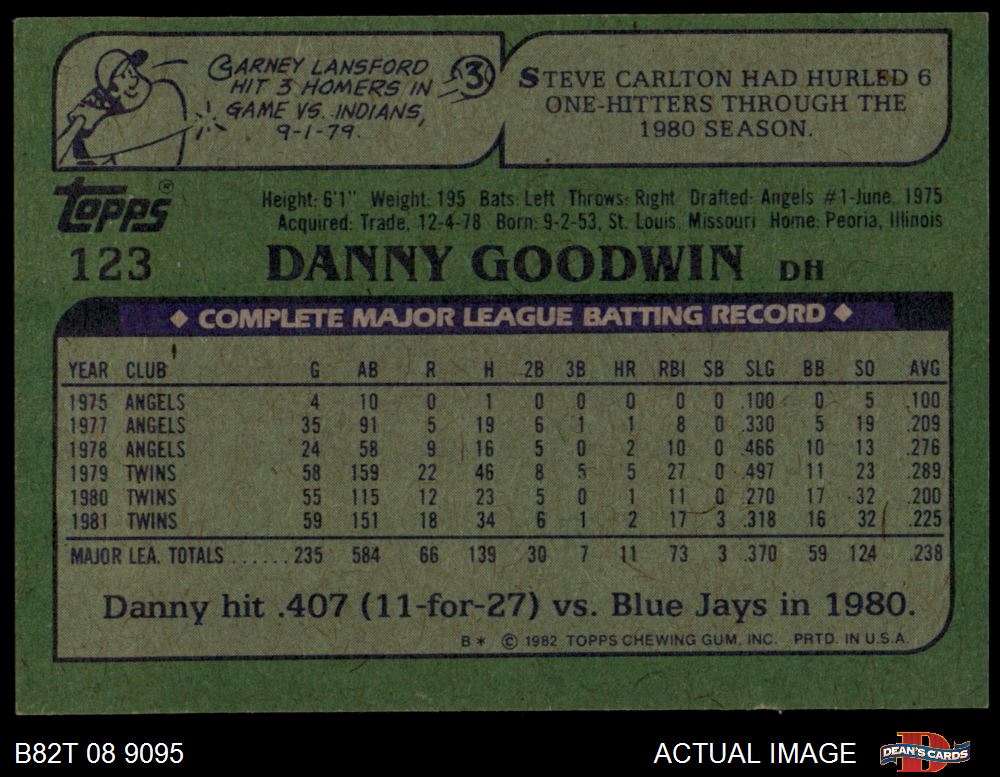 CARNEY LANSFORD
HIT 3 HOMERS IN
GAME VS. INDIANS,
9-1-79.
3
STEVE CARLTON HAD HURLED 6
ONE-HITTERS THROUGH THE
1980 SEASON.
topps®
Height: 6'1" Weight: 195 Bats: Left Throws: Right Drafted: Angels #1-June, 1975
Acquired: Trade, 12-4-78 Born: 9-2-53, St. Louis, Missouri Home: Peoria, Illinois
123 DANNY GOODWIN DH
◆ COMPLETE MAJOR LEAGUE BATTING RECORD ◆
YEAR CLUB G AB R H 2B 3B HR RBI SB SLG BB SO AVG
1975 ANGELS 4 10 0 1 0 0 0 0 0 .100 0 5 .100
1977 ANGELS 35 91 5 19 6 1 1 8 0 .330 5 19 .209
1978 ANGELS 24 58 9 16 5 0 2 10 0 .466 10 13 .276
1979 TWINS 58 159 22 46 8 5 5 27 0 .497 11 23 .289
1980 TWINS 55 115 12 23 5 0 1 11 0 .270 17 32 .200
1981 TWINS 59 151 18 34 6 1 2 17 3 .318 16 32 .225
MAJOR LEA. TOTALS ......235 584 66 139 30 7 11 73 3 .370 59 124 .238
Danny hit .407 (11-for-27) vs. Blue Jays in 1980.
B* © 1982 TOPPS CHEWING GUM, INC. PRTD. IN U.S.A.
B82T 08 9095
ACTUAL IMAGE
D
DEAN'S CARDS